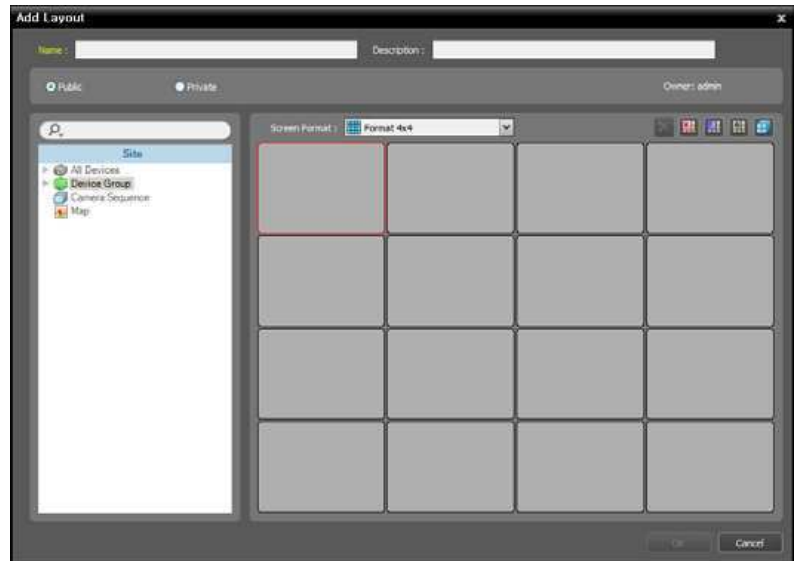 Add Layout
x
Name :
Description :
Public
Private
Owner: admin
Screen Format :
Format 4x4
Site
All Devices
Device Group
Camera Sequence
Map
OK
Cancel